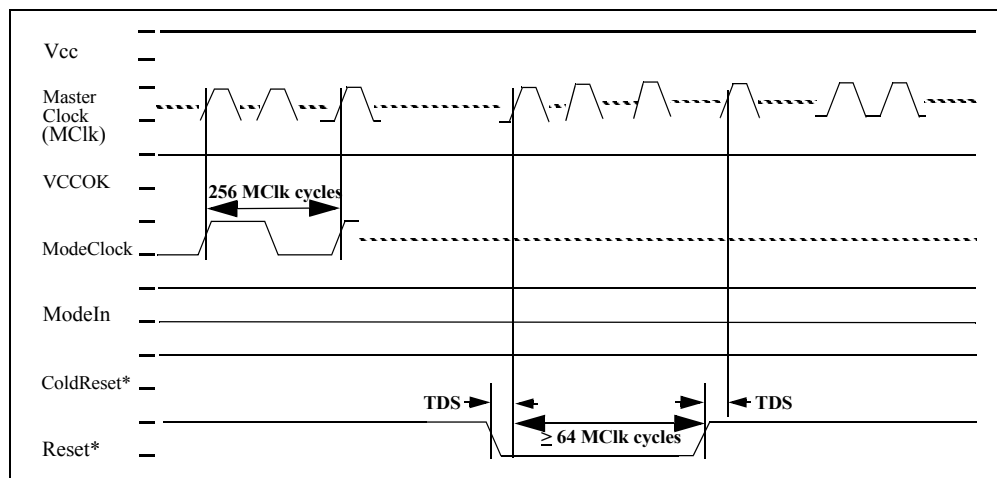 Vcc
Master
Clock
(MClk)
VCCOK
256 MClk cycles
ModeClock
ModeIn
ColdReset*
TDS
TDS
Reset*
≥ 64 MClk cycles